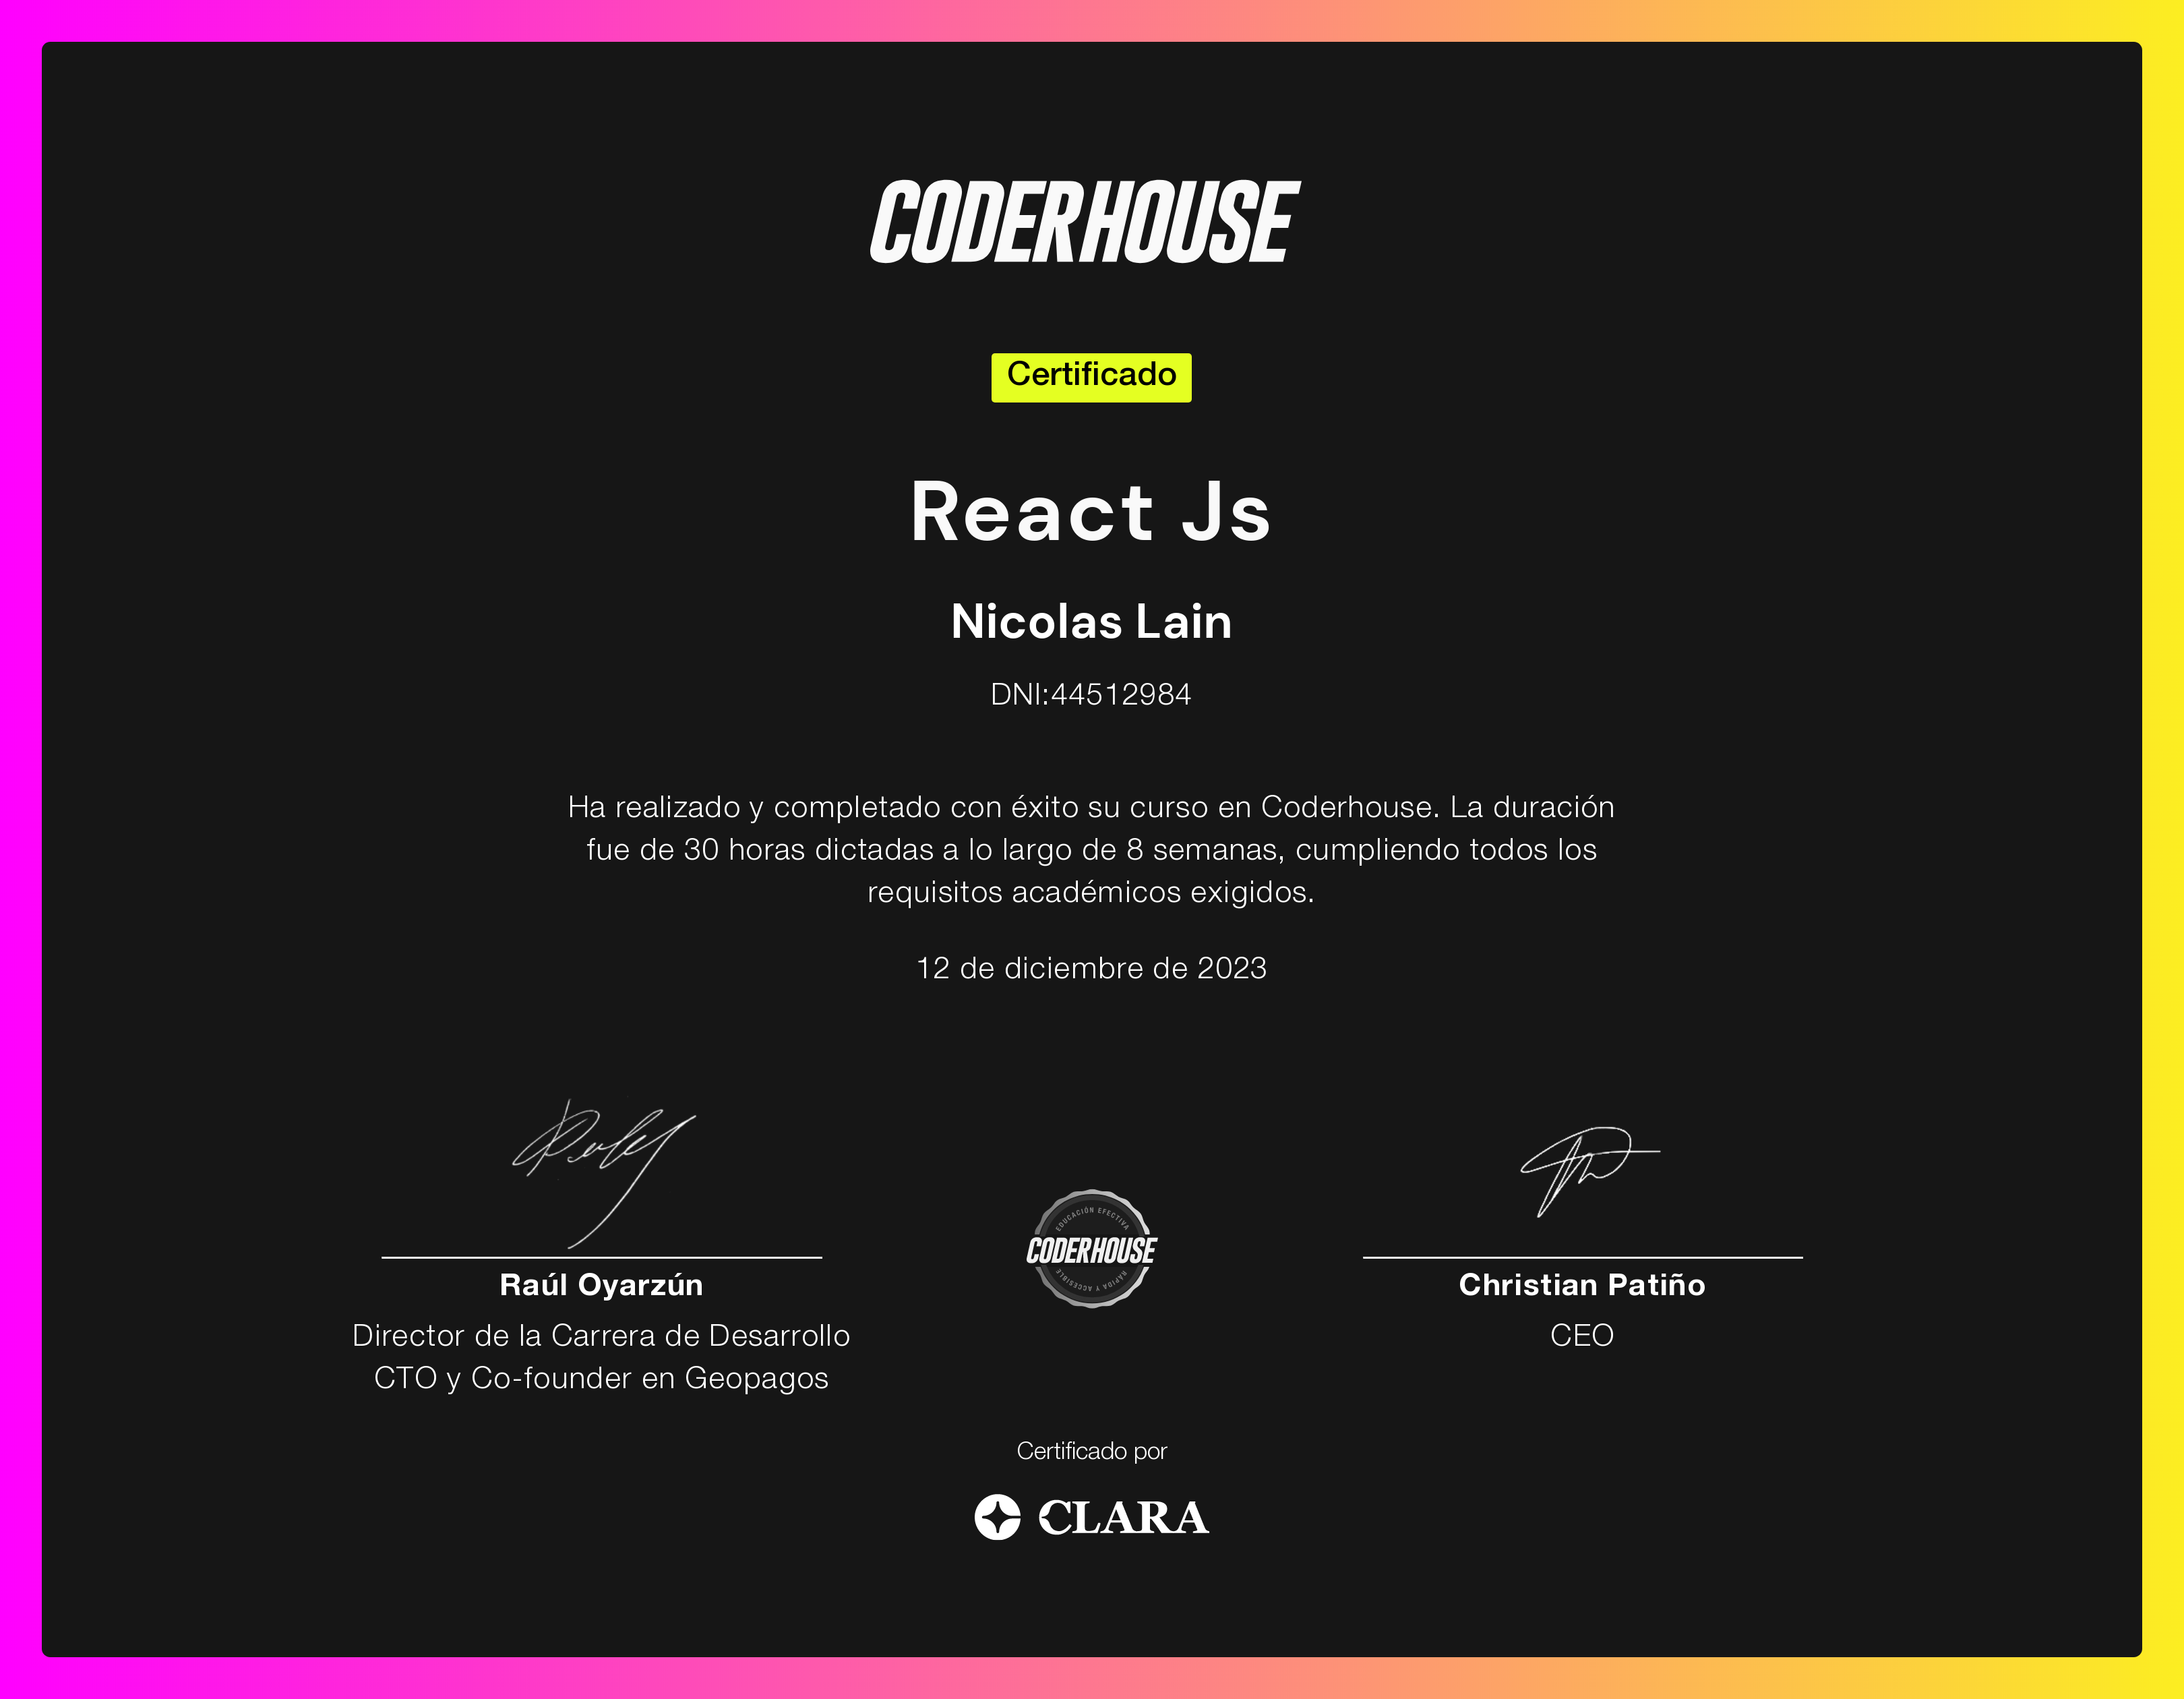 CODERHOUSE
Certificado
React Js
Nicolas Lain
DNI:44512984
Ha realizado y completado con éxito su curso en Coderhouse. La duración
fue de 30 horas dictadas a lo largo de 8 semanas, cumpliendo todos los
requisitos académicos exigidos.
12 de diciembre de 2023
EDUCACIÓN EFECTIVA
CODERHOUSE
RÁPIDA Y ACCESIBLE
Raúl Oyarzún
Director de la Carrera de Desarrollo
CTO y Co-founder en Geopagos
Christian Patiño
CEO
Certificado por
CLARA